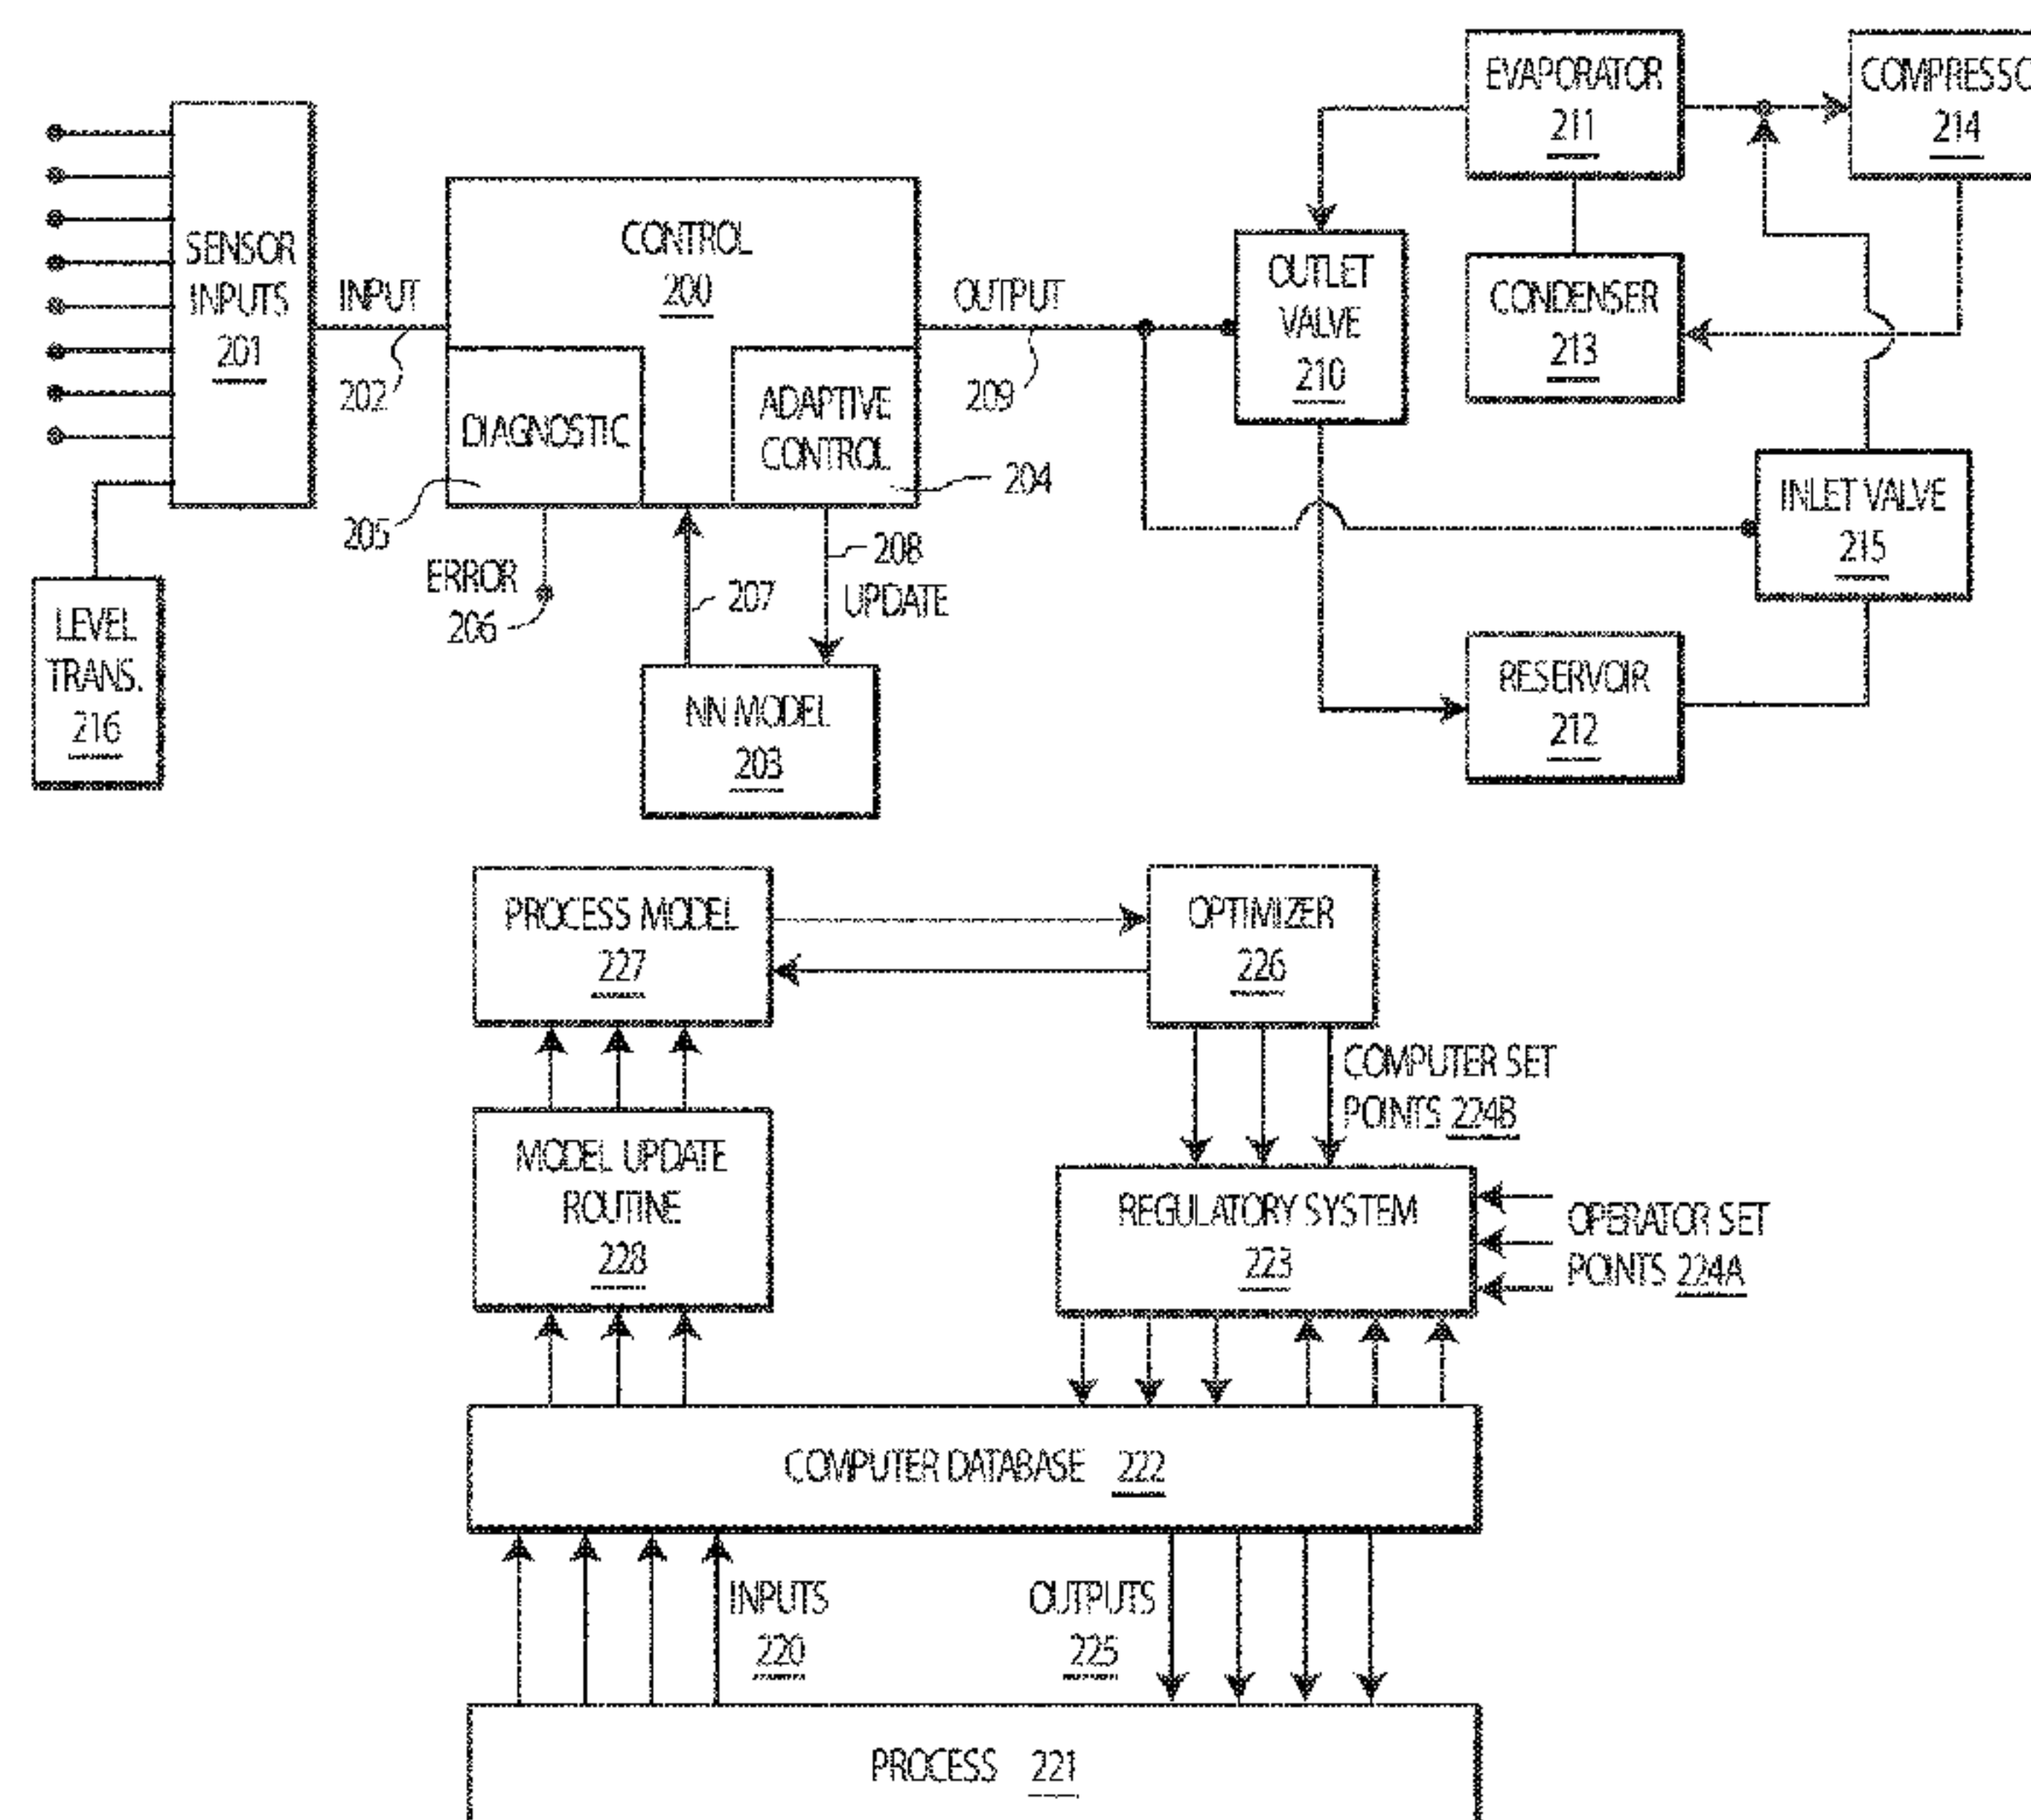 EVAPORATOR
211
COMPRESSO
214
SENSOR
INPUTS
201
INPUT
202
CONTROL
200
OUTPUT
209
OUTLET
VALVE
210
CONDENSER
213
DIAGNOSTIC
205
ADAPTIVE
CONTROL
204
INLET VALVE
215
ERROR
206
207
208
UPDATE
LEVEL
TRANS.
216
NN MODEL
203
RESERVOIR
212
PROCESS MODEL
227
OPTIMIZER
226
COMPUTER SET
POINTS 224B
MODEL UPDATE
ROUTINE
228
REGULATORY SYSTEM
223
OPERATOR SET
POINTS 224A
COMPUTER DATABASE 222
INPUTS
220
OUTPUTS
225
PROCESS 221